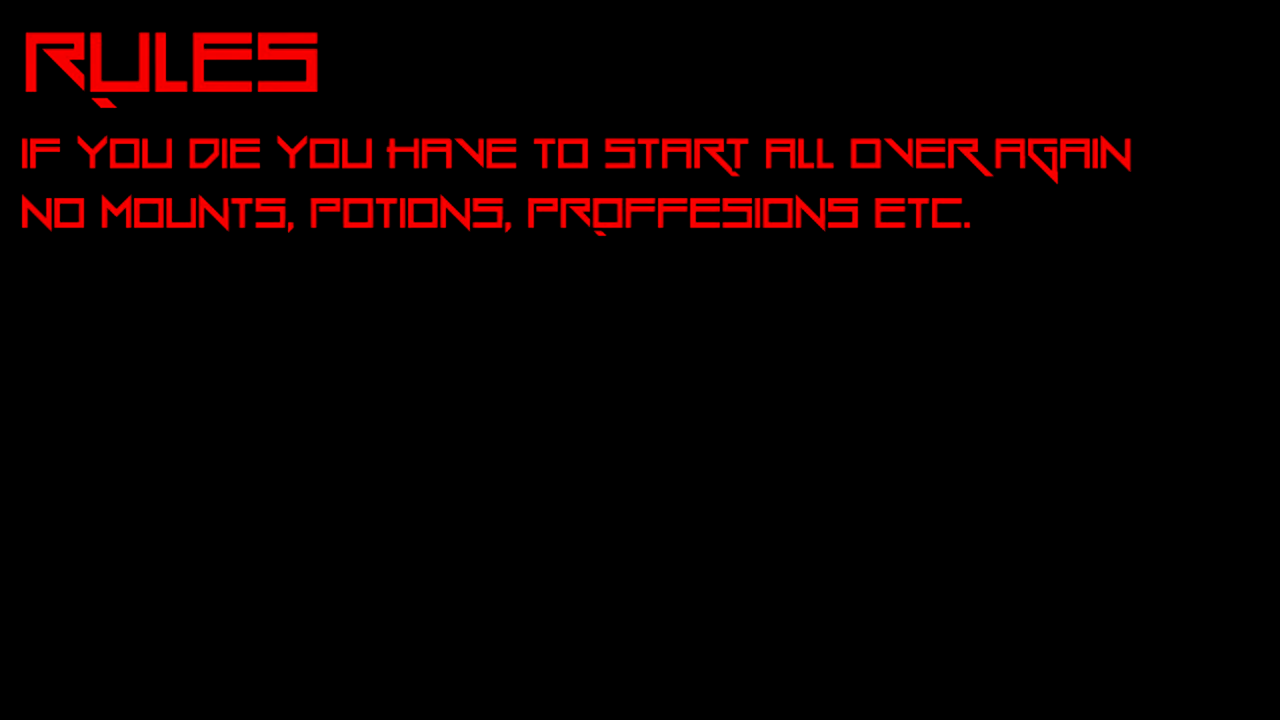 RULES
IF YOU DIE YOU HAVE TO START ALL OVER AGAIN
NO MOUNTS, POTIONS, PROFFESIONS ETC.